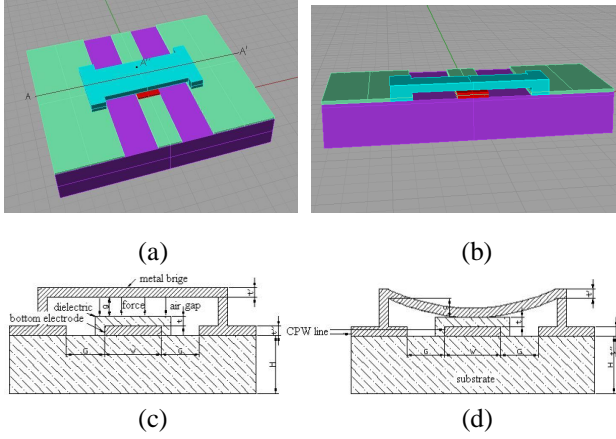 A
A'
A''
(a)
(b)
metal brige
dielectric
force
air gap
bottom electrode
g
t
t'
t''
G
W
G
H
(c)
CPW line
g
t
t'
t''
G
W
G
H
substrate
(d)